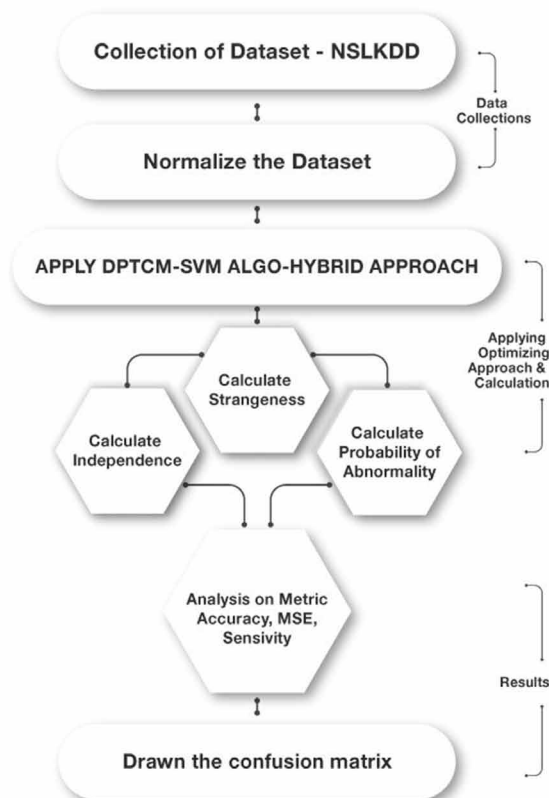 Collection of Dataset - NSLKDD
Data
Collections
Normalize the Dataset
APPLY DPTCM-SVM ALGO-HYBRID APPROACH
Applying
Optimizing
Approach &
Calculation
Calculate
Strangeness
Calculate
Independence
Calculate
Probability of
Abnormality
Analysis on Metric
Accuracy, MSE,
Sensivity
Results
Drawn the confusion matrix